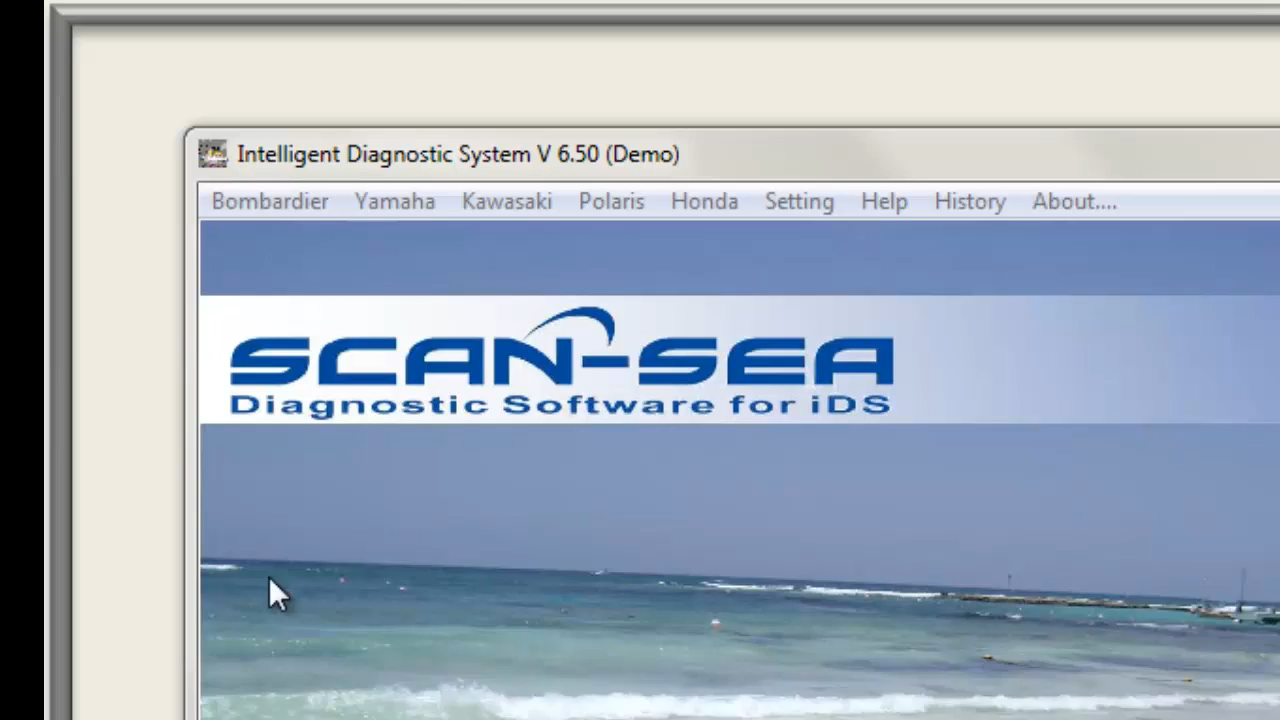 Intelligent Diagnostic System V 6.50 (Demo)
Bombardier Yamaha Kawasaki Polaris Honda Setting Help History About....
SCAN-SEA
Diagnostic Software for iDS